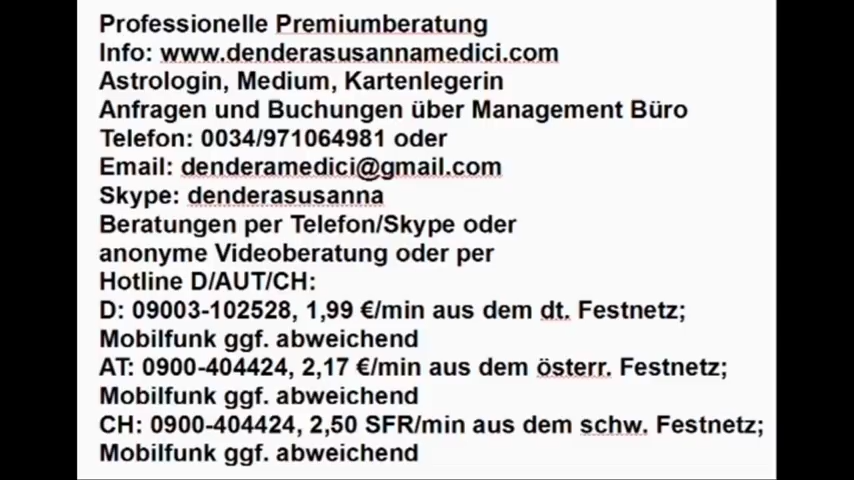 Professionelle Premiumberatung
Info: www.denderasusannamedici.com
Astrologin, Medium, Kartenlegerin
Anfragen und Buchungen über Management Büro
Telefon: 0034/971064981 oder
Email: denderamedici@gmail.com
Skype: denderasusanna
Beratungen per Telefon/Skype oder
anonyme Videoberatung oder per
Hotline D/AUT/CH:
D: 09003-102528, 1,99 €/min aus dem dt. Festnetz;
Mobilfunk ggf. abweichend
AT: 0900-404424, 2,17 €/min aus dem österr. Festnetz;
Mobilfunk ggf. abweichend
CH: 0900-404424, 2,50 SFR/min aus dem schw. Festnetz;
Mobilfunk ggf. abweichend